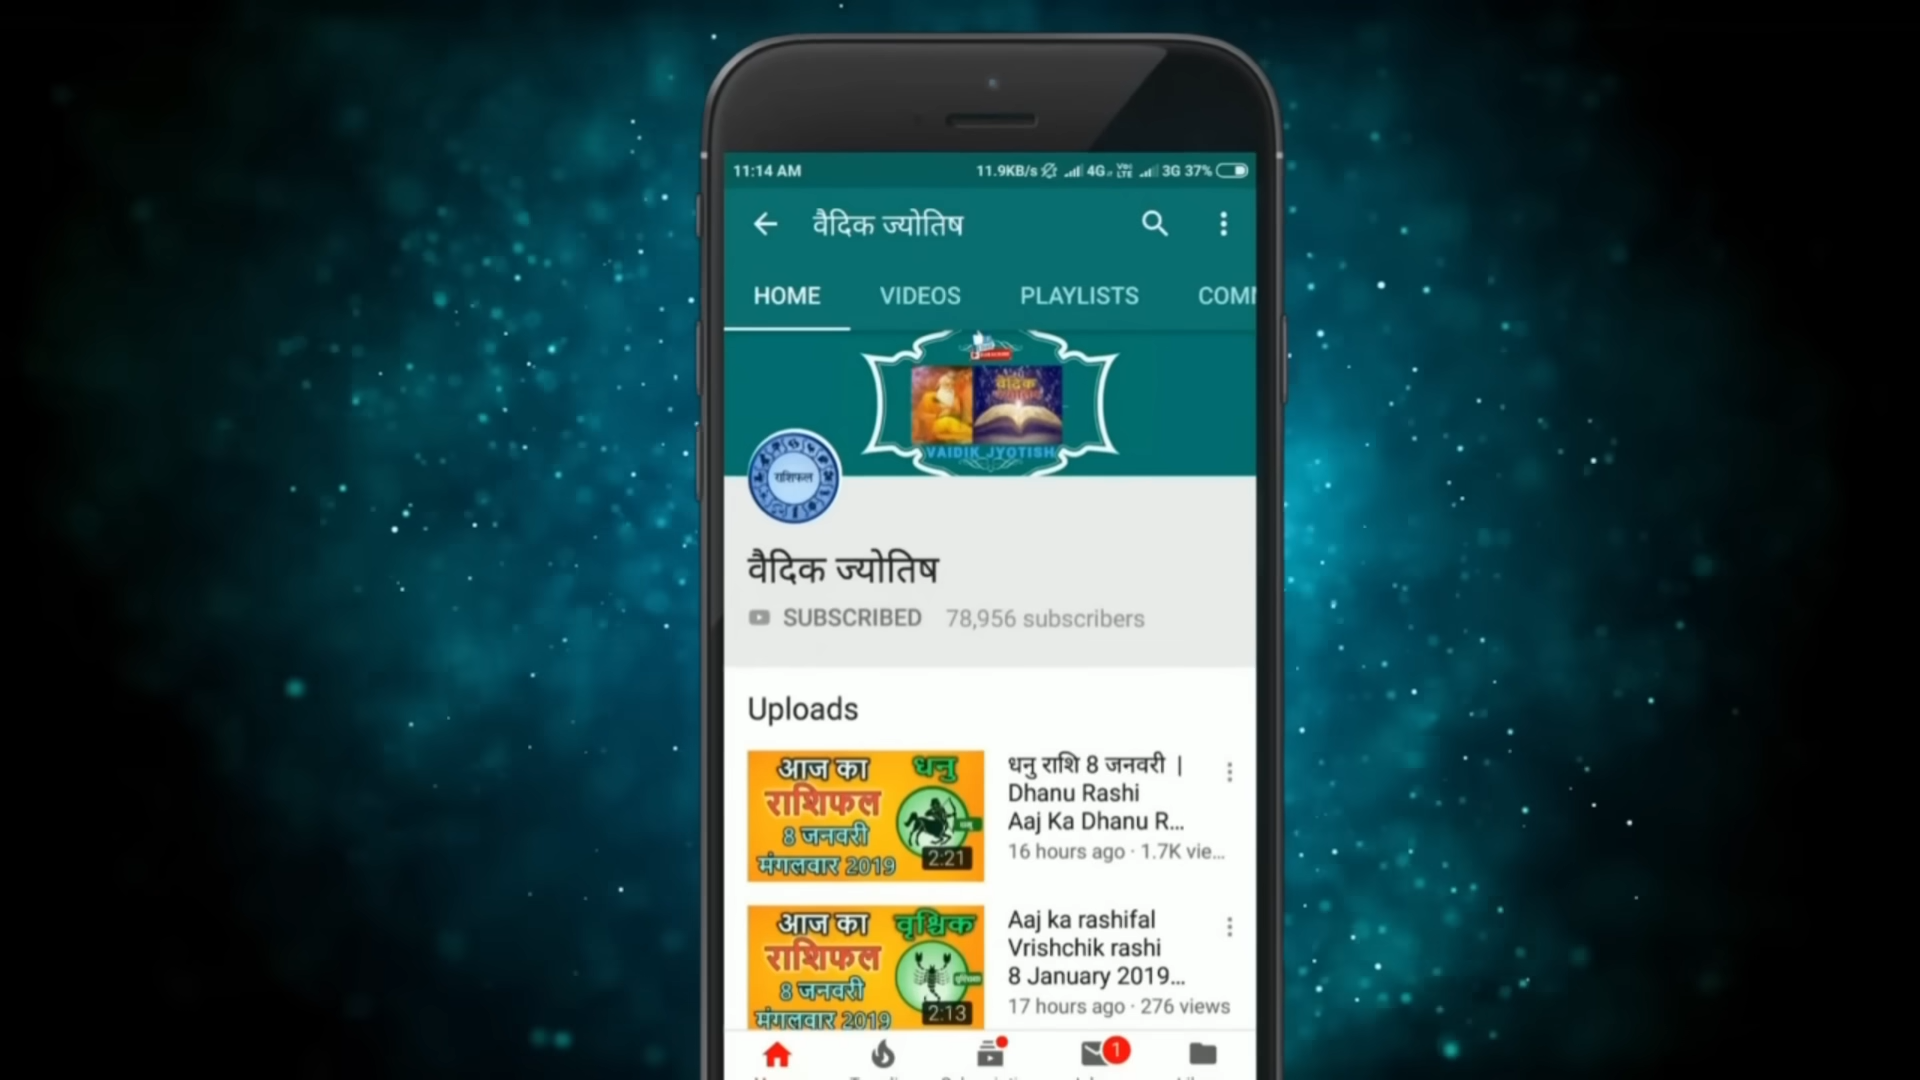 11:14 AM 11.9KB/s 4G VoLTE 3G 37%
वैदिक ज्योतिष
HOME VIDEOS PLAYLISTS COMM
वैदिक
VAIDIK JYOTISH
राशिफल
वैदिक ज्योतिष
SUBSCRIBED 78,956 subscribers
Uploads
आज का धनु
राशिफल
8 जनवरी
मंगलवार 2019
2:21
धनु राशि 8 जनवरी |
Dhanu Rashi
Aaj Ka Dhanu R...
16 hours ago · 1.7K vie...
आज का वृश्चिक
राशिफल
8 जनवरी
मंगलवार 2019
2:13
Aaj ka rashifal
Vrishchik rashi
8 January 2019...
17 hours ago · 276 views
1